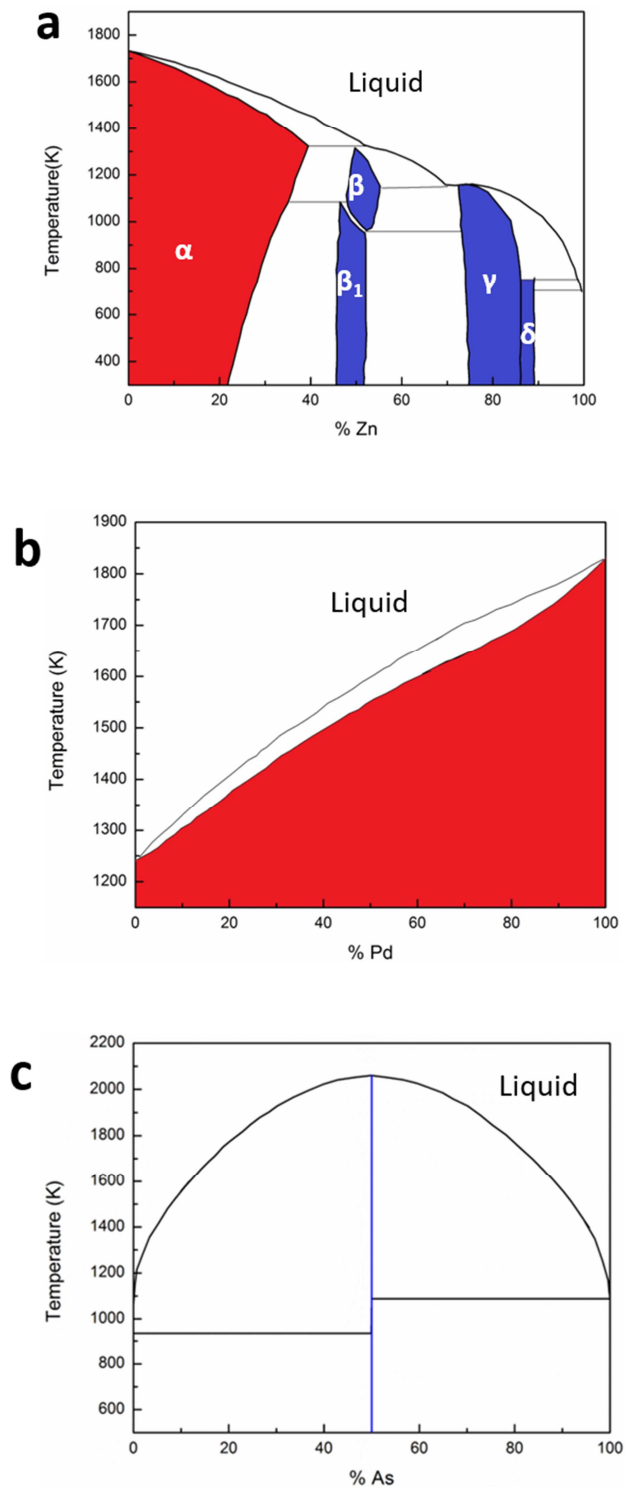 a
1800
1600
1400
1200
1000
800
600
400
Temperature(K)
Liquid
α
β
β₁
γ
δ
0 20 40 60 80 100
% Zn
b
1900
1800
1700
1600
1500
1400
1300
1200
Temperature (K)
Liquid
0 20 40 60 80 100
% Pd
c
2200
2000
1800
1600
1400
1200
1000
800
600
Temperature (K)
Liquid
0 20 40 60 80 100
% As